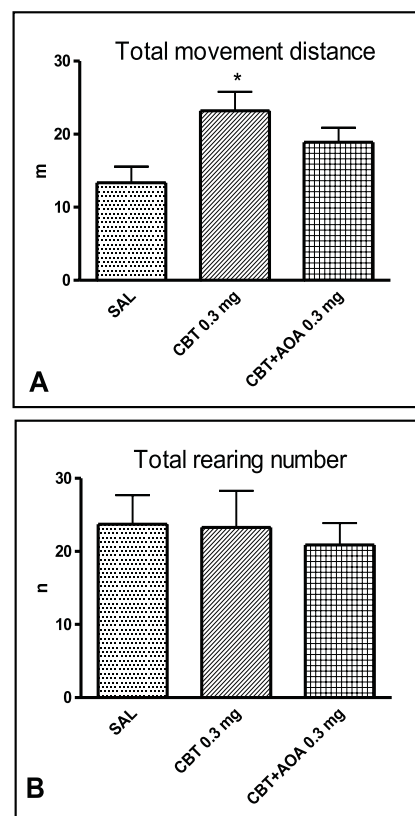 Total movement distance
*
30
20
10
0
m
SAL
CBT 0.3 mg
CBT+AOA 0.3 mg
A
Total rearing number
30
20
10
0
n
SAL
CBT 0.3 mg
CBT+AOA 0.3 mg
B